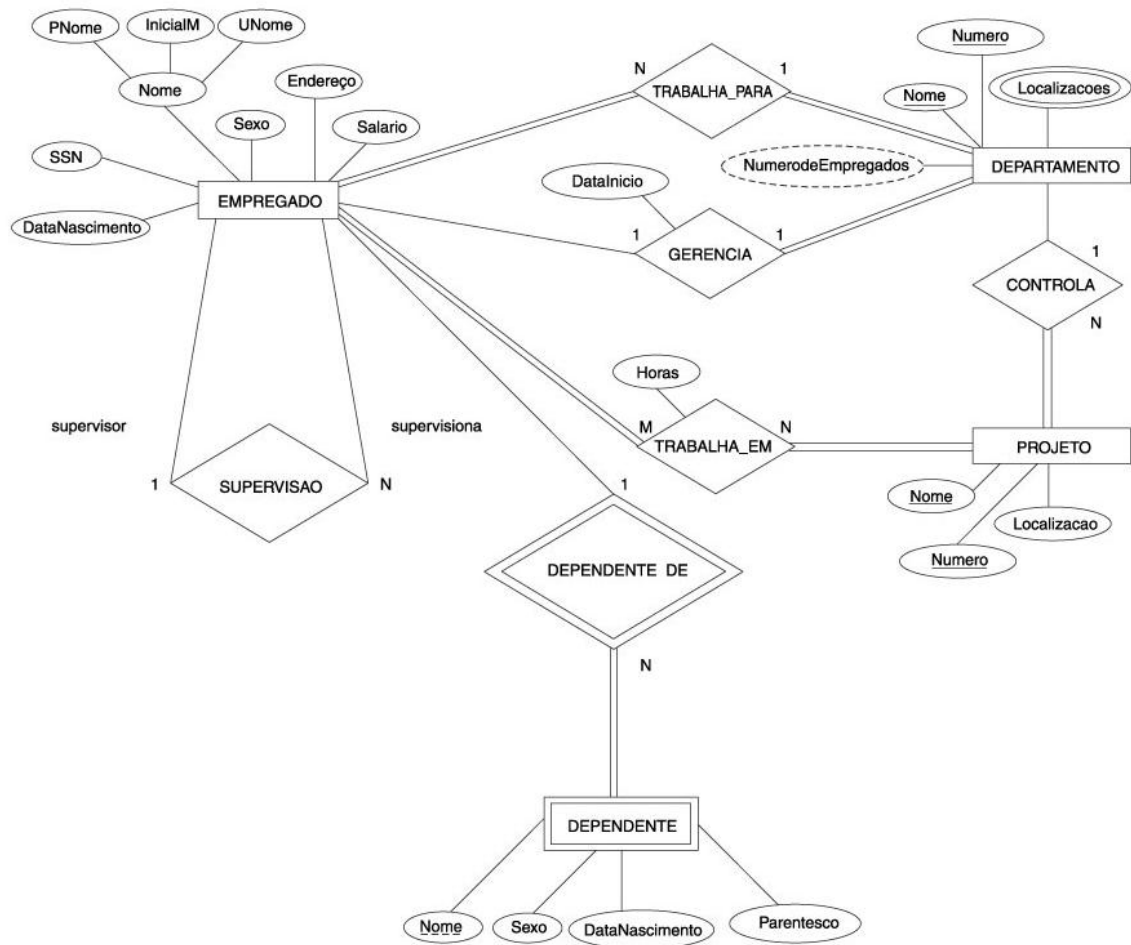 PNome
InicialM
UNome
Nome
Endereço
Sexo
Salario
SSN
EMPREGADO
DataNascimento
N
TRABALHA_PARA
1
Numero
Nome
Localizacoes
NumerodeEmpregados
DEPARTAMENTO
DataInicio
1
GERENCIA
1
1
CONTROLA
N
supervisor
supervisiona
1
SUPERVISAO
N
Horas
M
TRABALHA_EM
N
PROJETO
Nome
Localizacao
Numero
1
DEPENDENTE DE
N
DEPENDENTE
Nome
Sexo
DataNascimento
Parentesco